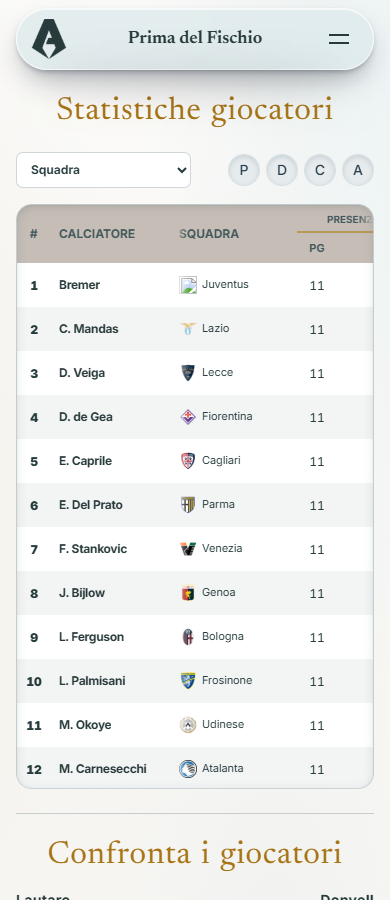 Prima del Fischio
Statistiche giocatori
Squadra P D C A
PRESENZ
# CALCIATORE SQUADRA PG
1 Bremer Juventus 11
2 C. Mandas Lazio 11
3 D. Veiga Lecce 11
4 D. de Gea Fiorentina 11
5 E. Caprile Cagliari 11
6 E. Del Prato Parma 11
7 F. Stankovic Venezia 11
8 J. Bijlow Genoa 11
9 L. Ferguson Bologna 11
10 L. Palmisani Frosinone 11
11 M. Okoye Udinese 11
12 M. Carnesecchi Atalanta 11
Confronta i giocatori